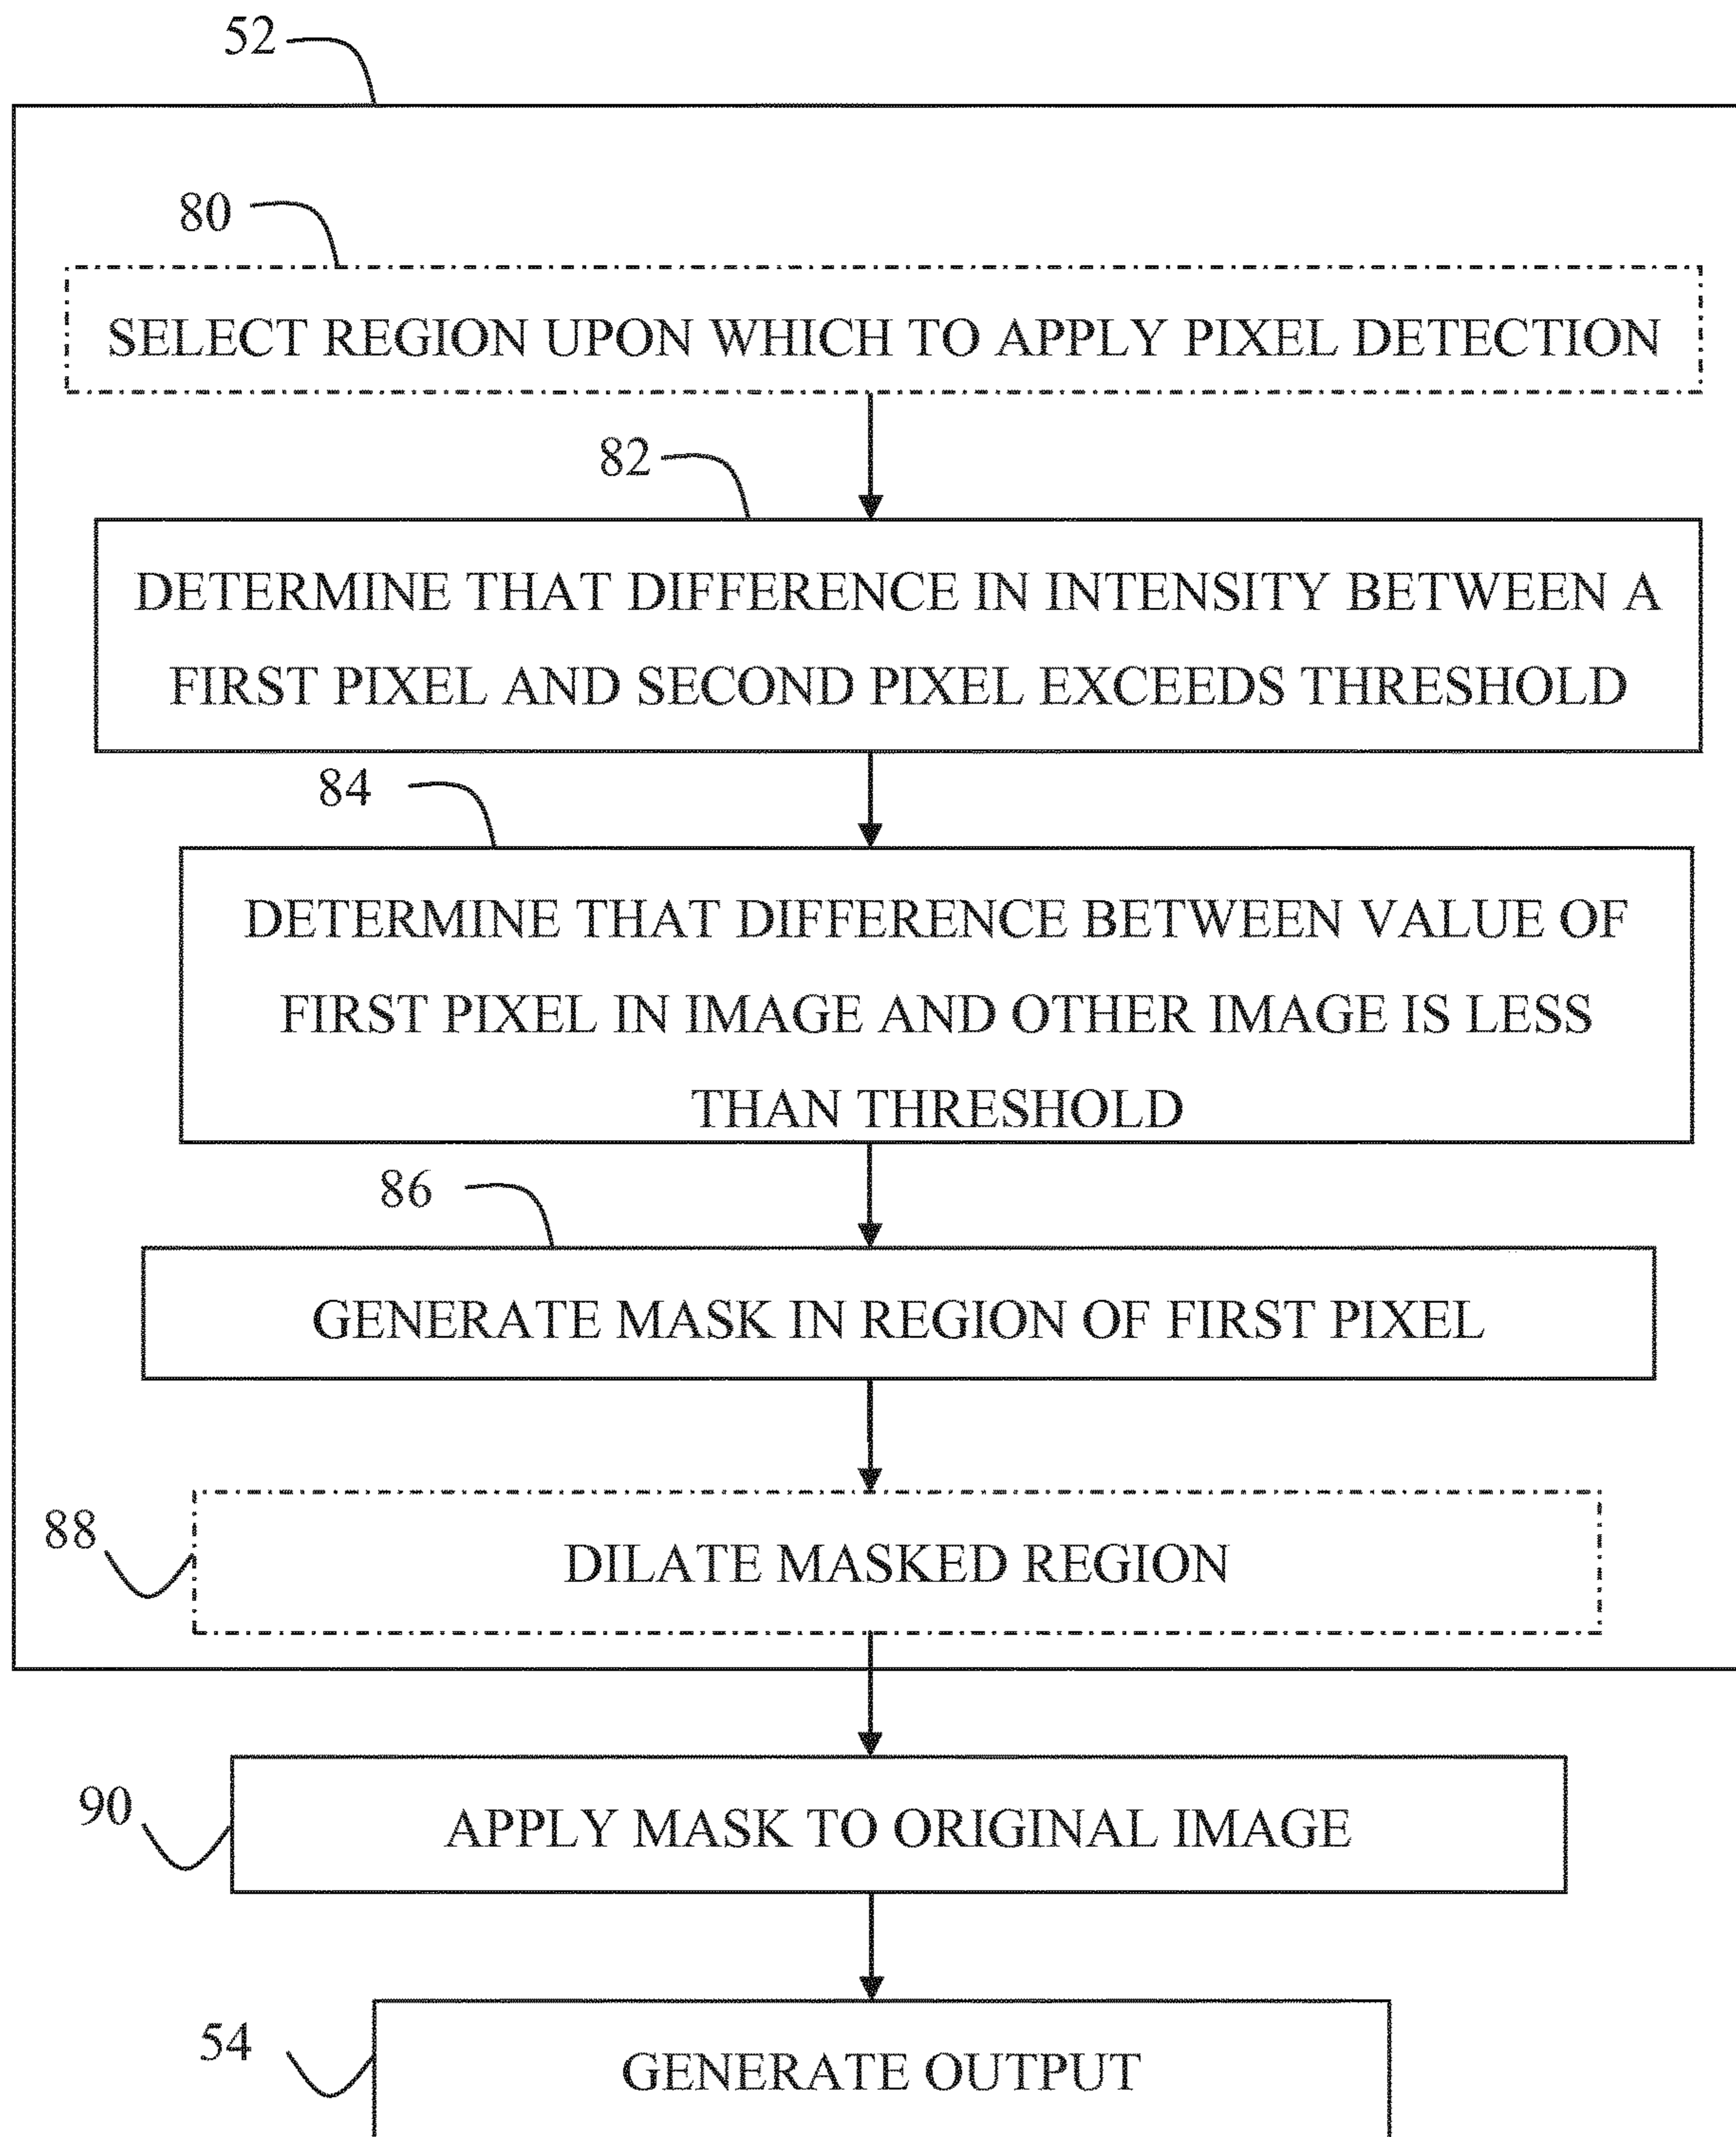 52
80
SELECT REGION UPON WHICH TO APPLY PIXEL DETECTION
82
DETERMINE THAT DIFFERENCE IN INTENSITY BETWEEN A
FIRST PIXEL AND SECOND PIXEL EXCEEDS THRESHOLD
84
DETERMINE THAT DIFFERENCE BETWEEN VALUE OF
FIRST PIXEL IN IMAGE AND OTHER IMAGE IS LESS
THAN THRESHOLD
86
GENERATE MASK IN REGION OF FIRST PIXEL
88
DILATE MASKED REGION
90
APPLY MASK TO ORIGINAL IMAGE
54
GENERATE OUTPUT